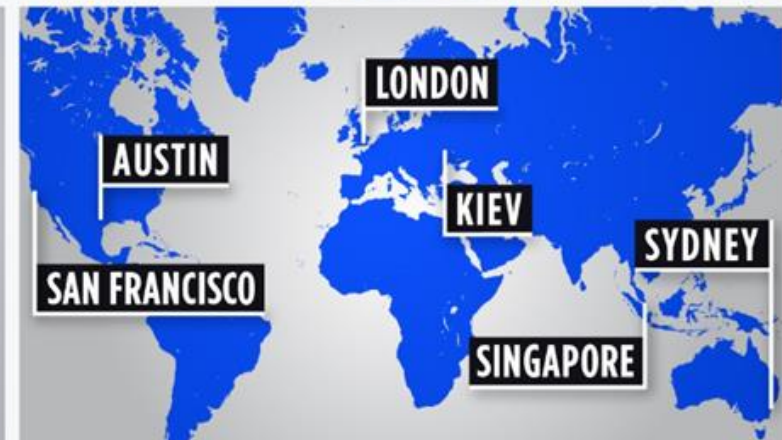 LONDON
AUSTIN
KIEV
SYDNEY
SAN FRANCISCO
SINGAPORE